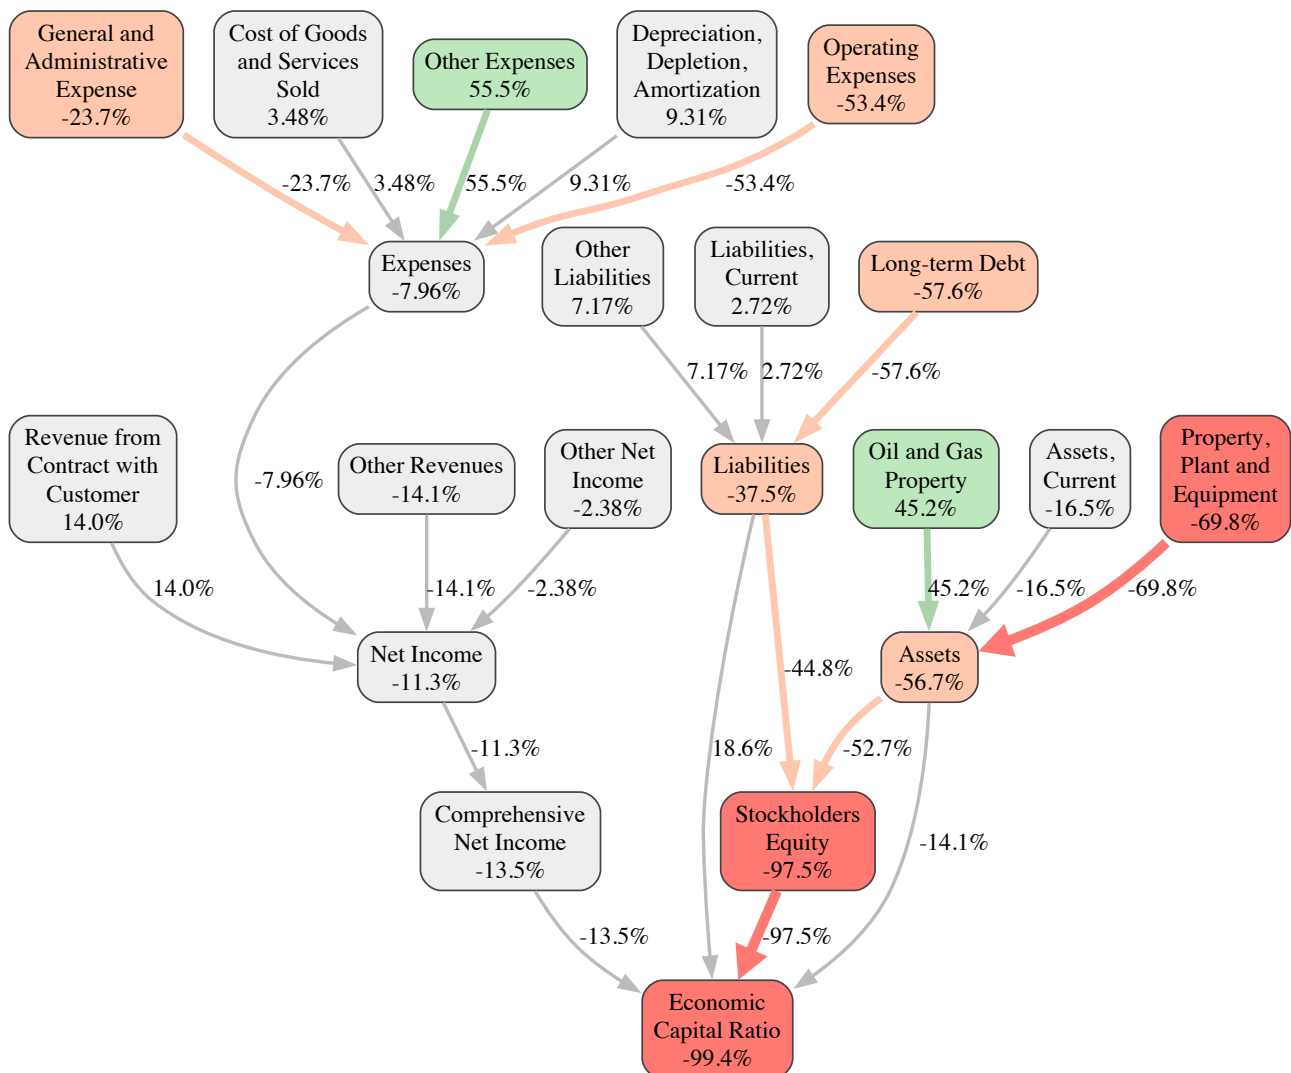 General and
Administrative
Expense
-23.7%
Cost of Goods
and Services
Sold
3.48%
Other Expenses
55.5%
Depreciation,
Depletion,
Amortization
9.31%
Operating
Expenses
-53.4%
-23.7%
3.48%
55.5%
9.31%
-53.4%
Expenses
-7.96%
Other
Liabilities
7.17%
Liabilities,
Current
2.72%
Long-term Debt
-57.6%
7.17%
2.72%
-57.6%
Revenue from
Contract with
Customer
14.0%
-7.96%
Other Revenues
-14.1%
Other Net
Income
-2.38%
Liabilities
-37.5%
Oil and Gas
Property
45.2%
Assets,
Current
-16.5%
Property,
Plant and
Equipment
-69.8%
14.0%
-14.1%
-2.38%
45.2%
-16.5%
-69.8%
Net Income
-11.3%
-44.8%
Assets
-56.7%
-11.3%
18.6%
-52.7%
Comprehensive
Net Income
-13.5%
Stockholders
Equity
-97.5%
-14.1%
-13.5%
-97.5%
Economic
Capital Ratio
-99.4%